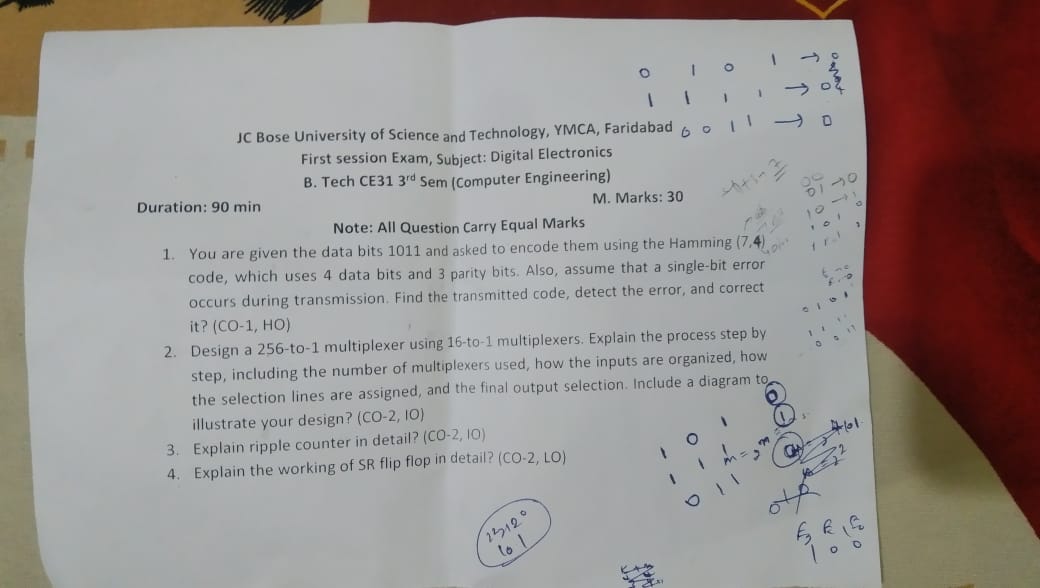 0 1 0 1 → 0
1 1 1 1 → 0
0 0 1 1 → 0
JC Bose University of Science and Technology, YMCA, Faridabad
First session Exam, Subject: Digital Electronics
B. Tech CE31 3rd Sem (Computer Engineering)
Duration: 90 min M. Marks: 30
Note: All Question Carry Equal Marks
1. You are given the data bits 1011 and asked to encode them using the Hamming (7,4)
code, which uses 4 data bits and 3 parity bits. Also, assume that a single-bit error
occurs during transmission. Find the transmitted code, detect the error, and correct
it? (CO-1, HO)
2. Design a 256-to-1 multiplexer using 16-to-1 multiplexers. Explain the process step by
step, including the number of multiplexers used, how the inputs are organized, how
the selection lines are assigned, and the final output selection. Include a diagram to
illustrate your design? (CO-2, IO)
3. Explain ripple counter in detail? (CO-2, IO)
4. Explain the working of SR flip flop in detail? (CO-2, LO)
1 0 1
1 1 1
0 1 1
1 0 0